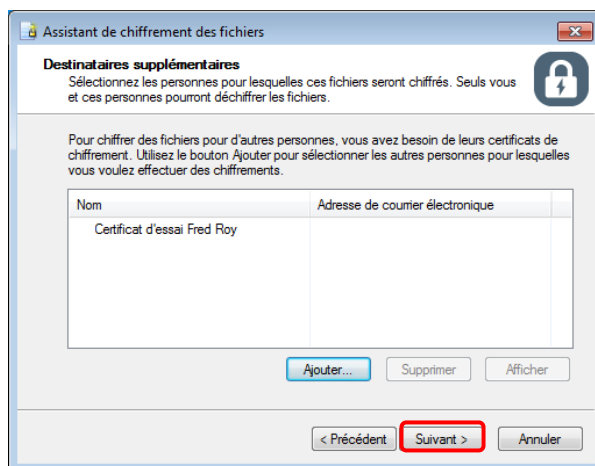 Assistant de chiffrement des fichiers
Destinataires supplémentaires
Sélectionnez les personnes pour lesquelles ces fichiers seront chiffrés. Seuls vous
et ces personnes pourront déchiffrer les fichiers.
Pour chiffrer des fichiers pour d'autres personnes, vous avez besoin de leurs certificats de
chiffrement. Utilisez le bouton Ajouter pour sélectionner les autres personnes pour lesquelles
vous voulez effectuer des chiffrements.
Nom Adresse de courrier électronique
Certificat d'essai Fred Roy
Ajouter... Supprimer Afficher
< Précédent Suivant > Annuler